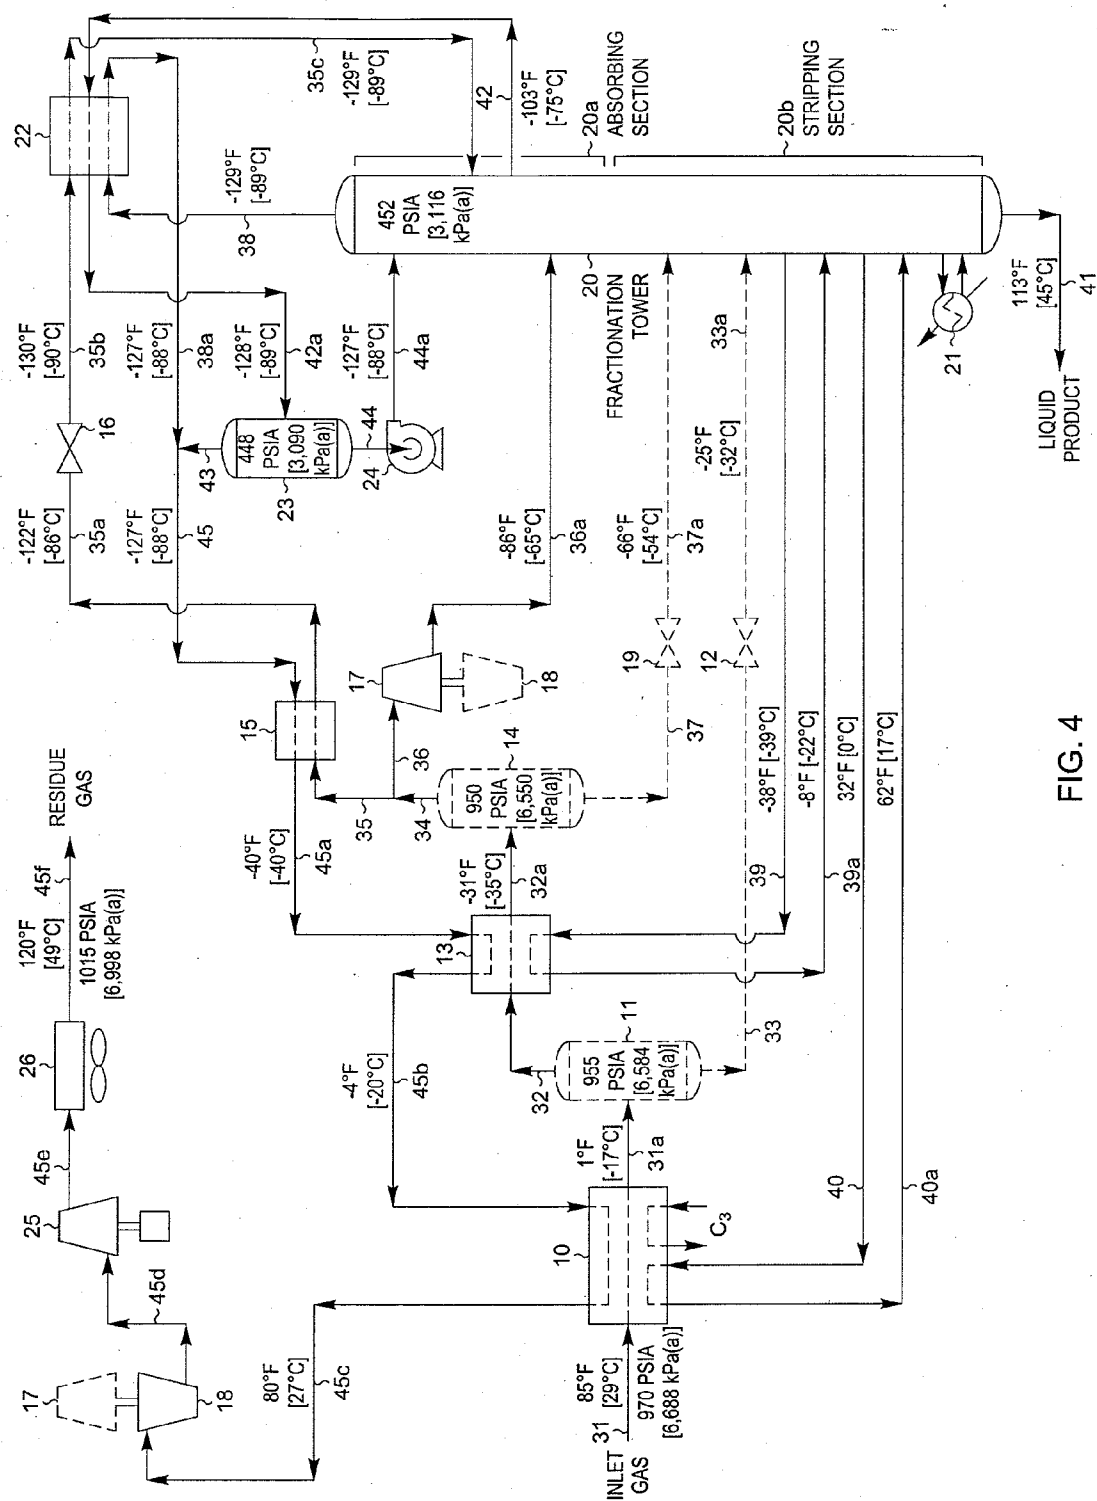 17
18
80°F
[27°C]
45c
45d
25
45e
26
120°F
[49°C]
45f
1015 PSIA
[6,998 kPa(a)]
RESIDUE
GAS
-122°F
[-86°C]
35a
16
-130°F
[-90°C]
35b
22
-127°F
[-88°C]
45
-127°F
[-88°C]
38a
43
448
PSIA
[3,090
kPa(a)]
23
-128°F
[-89°C]
42a
44
24
-127°F
[-88°C]
44a
38
-129°F
[-89°C]
35c
-129°F
[-89°C]
42
-103°F
[-75°C]
452
PSIA
[3,116
kPa(a)]
20
FRACTIONATION
TOWER
20a
ABSORBING
SECTION
20b
STRIPPING
SECTION
15
-40°F
[-40°C]
45a
-4°F
[-20°C]
45b
35
34
36
17
18
-86°F
[-65°C]
36a
950
PSIA
[6,550
kPa(a)]
14
-31°F
[-35°C]
32a
13
32
955
PSIA
[6,584
kPa(a)]
11
1°F
[-17°C]
31a
10
C3
INLET
GAS
31
85°F
[29°C]
970 PSIA
[6,688 kPa(a)]
37
19
-66°F
[-54°C]
37a
33
12
-25°F
[-32°C]
33a
39
-38°F [-39°C]
39a
-8°F [-22°C]
40
32°F [0°C]
40a
62°F [17°C]
21
113°F
[45°C]
41
LIQUID
PRODUCT
FIG. 4